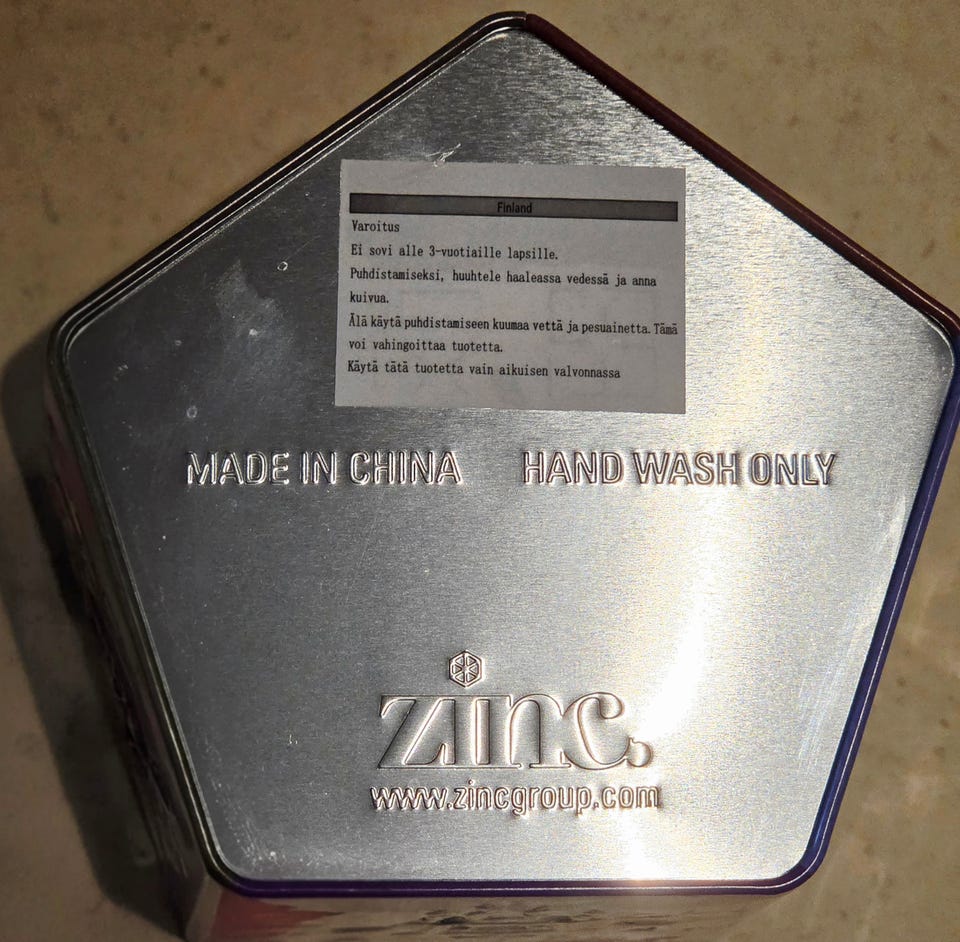 Finland
Varoitus
Ei sovi alle 3-vuotiaille lapsille.
Puhdistamiseksi, huuhtele haaleassa vedessä ja anna
kuivua.
Älä käytä puhdistamiseen kuumaa vettä ja pesuainetta. Tämä
voi vahingoittaa tuotetta.
Käytä tätä tuotetta vain aikuisen valvonnassa
MADE IN CHINA HAND WASH ONLY
zinc.
www.zincgroup.com